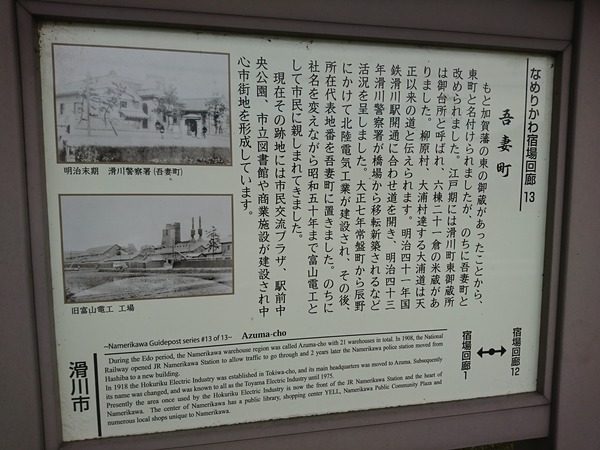 なめりかわ宿場回廊13
吾妻町
もと加賀藩の東の御蔵があったことから、
東町と名付けられましたが、のちに吾妻町と
改められました。江戸期には滑川町東御蔵所
は御台所と呼ばれ、六棟二十一倉の米蔵があ
りました。柳原村、大浦村達する大浦道は天
正以来の道と伝えられます。明治四十一年国
鉄滑川駅開通に合わせ道を開き、明治四十三
年滑川警察署が橋場から移転新築されるなど
活況を呈しました。大正七年常盤町から辰野
にかけて北陸電気工業が建設され、その後、
所在代表地番を吾妻町に置きました。のちに
社名を変えながら昭和五十年まで富山電工と
して市民に親しまれてきました。
現在その跡地には市民交流プラザ、駅前中
央公園、市立図書館や商業施設が建設され中
心市街地を形成しています。
明治末期 滑川警察署(吾妻町)
旧富山電工 工場
宿場回廊12
宿場回廊1
滑川市
~Namerikawa Guidepost series #13 of 13~ Azuma-cho
During the Edo period, the Namerikawa warehouse region was called Azuma-cho with 21 warehouses in total. In 1908, the National
Railway opened JR Namerikawa Station to allow traffic to go through and 2 years later the Namerikawa police station moved from
Hashiba to a new building.
In 1918 the Hokuriku Electric Industry was established in Tokiwa-cho, and its main headquarters was moved to Azuma. Subsequently
its name was changed, and was known to all as the Toyama Electric Industry until 1975.
Presently the area once used by the Hokuriku Electric Industry is now the front of the JR Namerikawa Station and the heart of
Namerikawa. The center of Namerikawa has a public library, shopping center YELL, Namerikawa Public Community Plaza and
numerous local shops unique to Namerikawa.